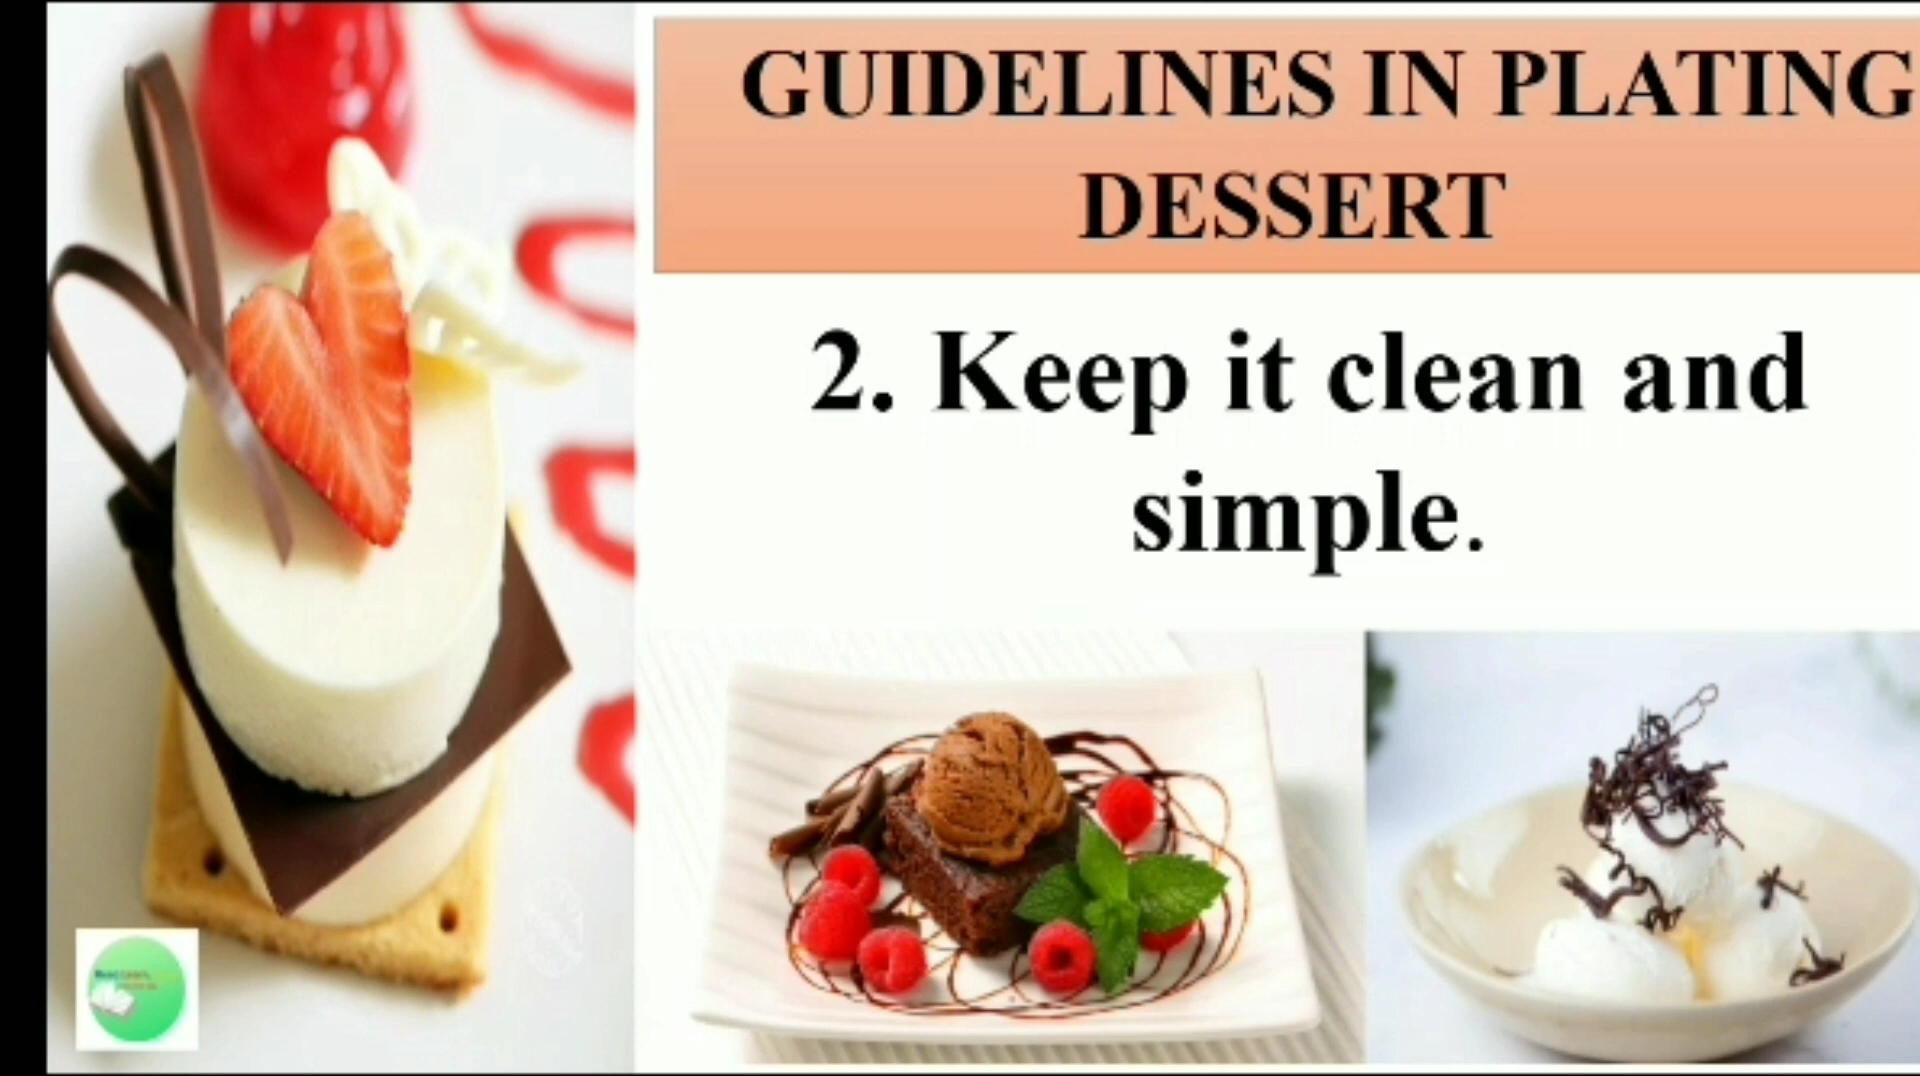 GUIDELINES IN PLATING
DESSERT
2. Keep it clean and
simple.